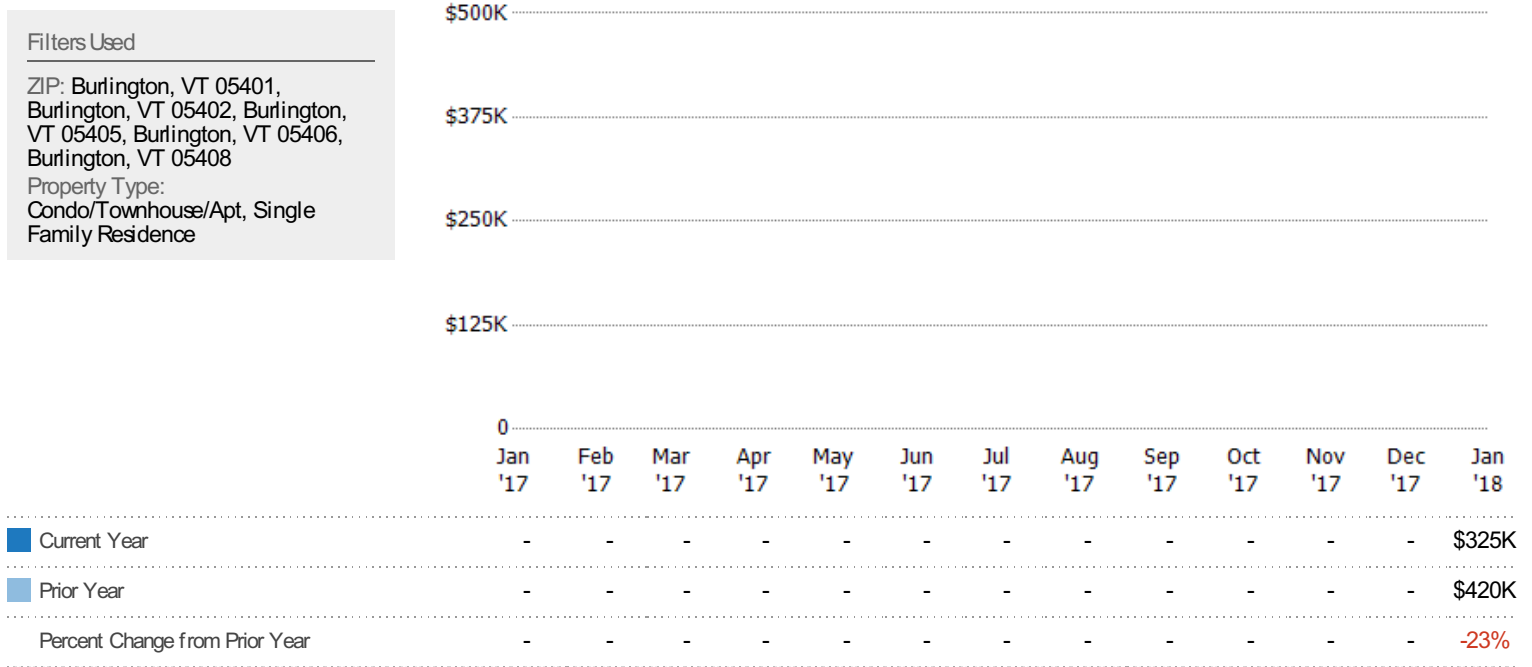 Filters Used
ZIP: Burlington, VT 05401,
Burlington, VT 05402, Burlington,
VT 05405, Burlington, VT 05406,
Burlington, VT 05408
Property Type:
Condo/Townhouse/Apt, Single
Family Residence
$500K
$375K
$250K
$125K
0
Jan Feb Mar Apr May Jun Jul Aug Sep Oct Nov Dec Jan
'17 '17 '17 '17 '17 '17 '17 '17 '17 '17 '17 '17 '18
Current Year - - - - - - - - - - - - $325K
Prior Year - - - - - - - - - - - - $420K
Percent Change from Prior Year - - - - - - - - - - - - -23%